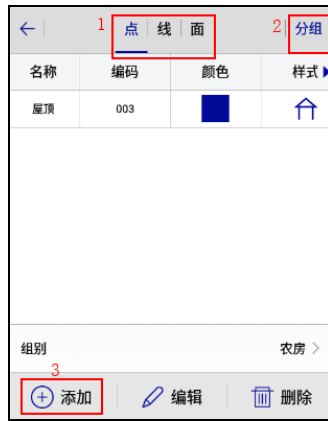 1 点 线 面 2 分组
名称 编码 颜色 样式
屋顶 003
组别 农房
3
添加 编辑 删除